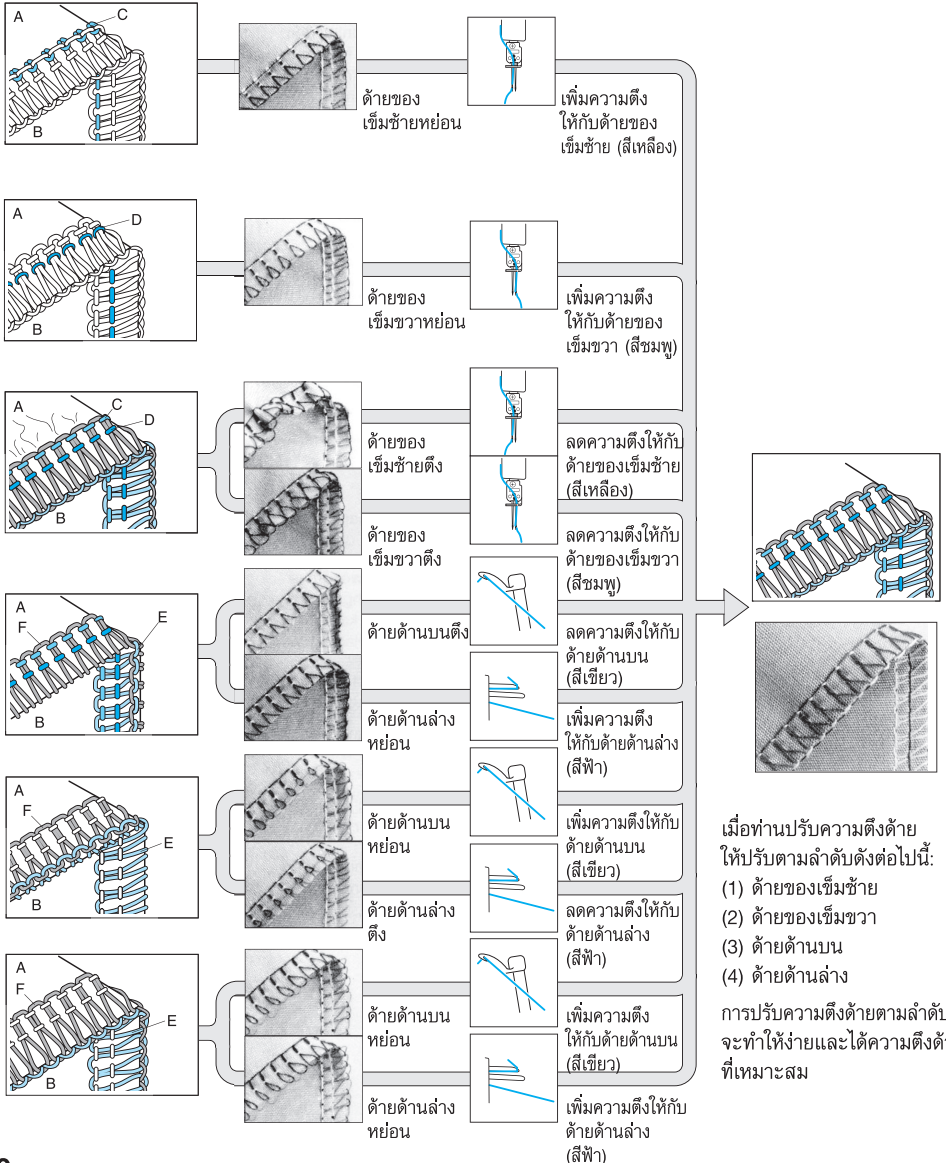 A
C
B
ด้ายของ
เข็มซ้ายหย่อน
เพิ่มความตึง
ให้กับด้ายของ
เข็มซ้าย (สีเหลือง)
A
D
B
ด้ายของ
เข็มขวาหย่อน
เพิ่มความตึง
ให้กับด้ายของ
เข็มขวา (สีชมพู)
A
C
D
B
ด้ายของ
เข็มซ้ายตึง
ลดความตึงให้กับ
ด้ายของเข็มซ้าย
(สีเหลือง)
ด้ายของ
เข็มขวาตึง
ลดความตึงให้กับ
ด้ายของเข็มขวา
(สีชมพู)
A
F
E
B
ด้ายด้านบนตึง
ลดความตึงให้กับ
ด้ายด้านบน
(สีเขียว)
ด้ายด้านล่าง
หย่อน
เพิ่มความตึง
ให้กับด้ายด้านล่าง
(สีฟ้า)
A
F
E
B
ด้ายด้านบน
หย่อน
เพิ่มความตึงให้กับ
ด้ายด้านบน
(สีเขียว)
ด้ายด้านล่าง
ตึง
ลดความตึงให้กับ
ด้ายด้านล่าง
(สีฟ้า)
A
F
E
B
ด้ายด้านบน
หย่อน
เพิ่มความตึง
ให้กับด้ายด้านบน
(สีเขียว)
ด้ายด้านล่าง
หย่อน
เพิ่มความตึงให้กับ
ด้ายด้านล่าง
(สีฟ้า)
เมื่อท่านปรับความตึงด้าย
ให้ปรับตามลำดับดังต่อไปนี้:
(1) ด้ายของเข็มซ้าย
(2) ด้ายของเข็มขวา
(3) ด้ายด้านบน
(4) ด้ายด้านล่าง
การปรับความตึงด้ายตามลำดับ
จะทำให้ง่ายและได้ความตึง
ที่เหมาะสม